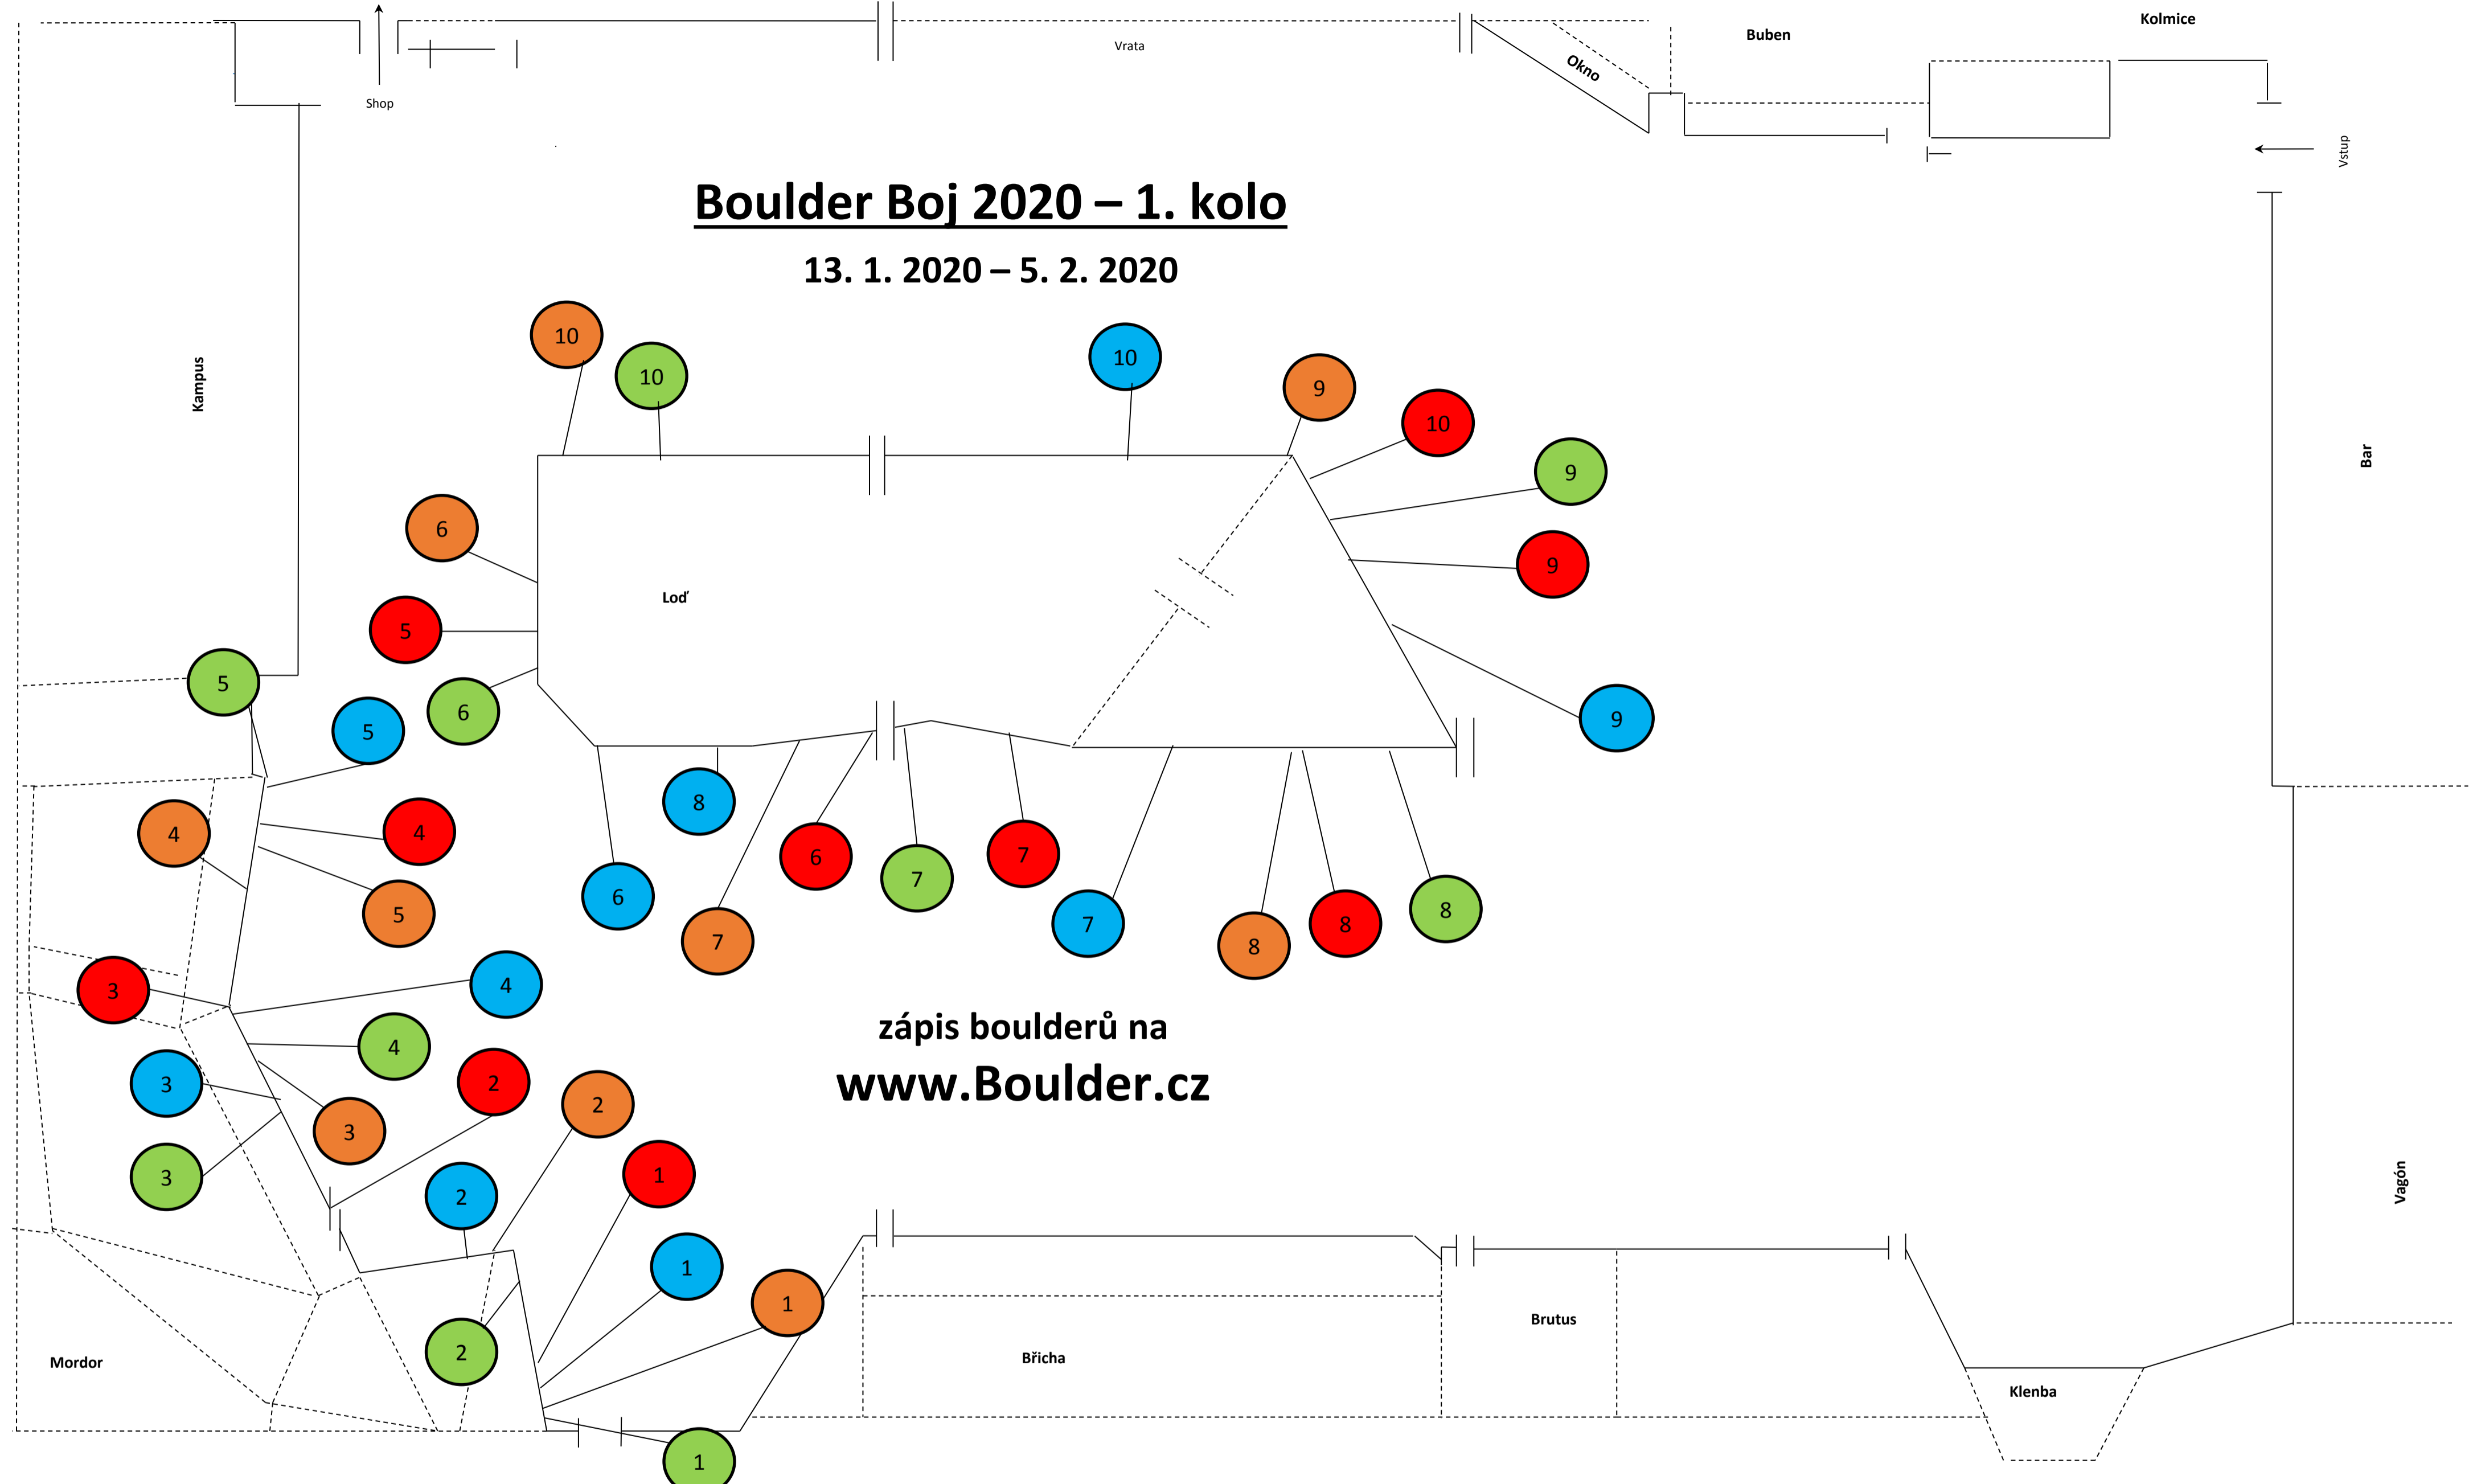 Kolmice
Buben
Vrata
Okno
Shop
Vstup
Boulder Boj 2020 – 1. kolo
13. 1. 2020 – 5. 2. 2020
10
10
10
9
10
9
Kampus
Bar
6
9
Loď
5
5
6
9
5
8
4
4
6
7
7
6
5
7
8
8
7
8
3
4
zápis boulderů na
4
www.Boulder.cz
3
2
2
3
3
1
2
Vagón
1
1
Brutus
2
Břicha
Mordor
Klenba
1